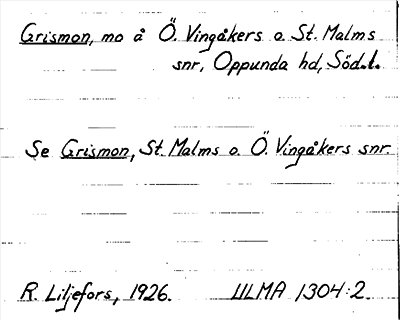 Grismon, mo å Ö. Vingåkers o. St. Malms
snr, Oppunda hd, Söd.l.
Se Grismon, St. Malms o. Ö. Vingåkers snr.
R. Liljefors, 1926. ULMA 1304:2.